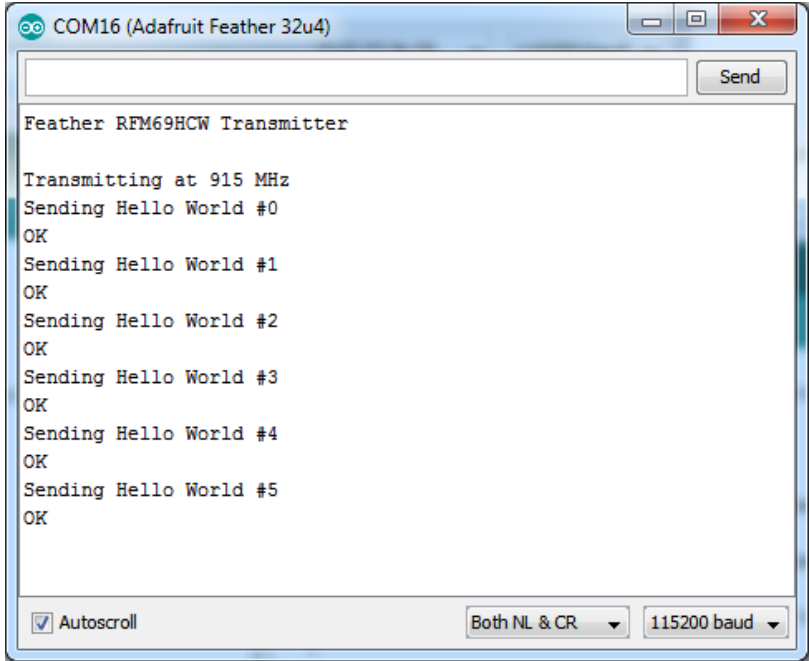 COM16 (Adafruit Feather 32u4)
Send
Feather RFM69HCW Transmitter
Transmitting at 915 MHz
Sending Hello World #0
OK
Sending Hello World #1
OK
Sending Hello World #2
OK
Sending Hello World #3
OK
Sending Hello World #4
OK
Sending Hello World #5
OK
Autoscroll
Both NL & CR
115200 baud